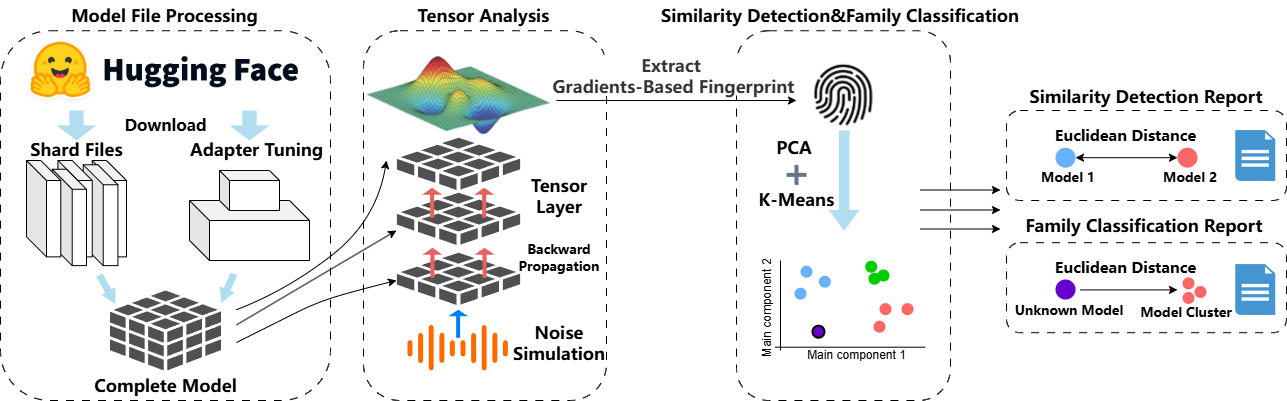 Model File Processing
Hugging Face
Download
Shard Files
Adapter Tuning
Complete Model
Tensor Analysis
Tensor
Layer
Backward
Propagation
Noise
Simulation
Extract
Gradients-Based Fingerprint
Similarity Detection&Family Classification
PCA
+
K-Means
Main component 2
Main component 1
Similarity Detection Report
Euclidean Distance
Model 1
Model 2
Family Classification Report
Euclidean Distance
Unknown Model
Model Cluster